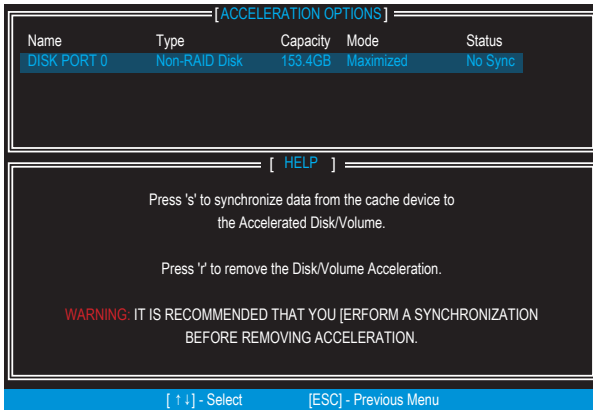 [ACCELERATION OPTIONS]
Name Type Capacity Mode Status
DISK PORT 0 Non-RAID Disk 153.4GB Maximized No Sync
[ HELP ]
Press 's' to synchronize data from the cache device to
the Accelerated Disk/Volume.
Press 'r' to remove the Disk/Volume Acceleration.
WARNING: IT IS RECOMMENDED THAT YOU [ERFORM A SYNCHRONIZATION
BEFORE REMOVING ACCELERATION.
[ ↑↓] - Select [ESC] - Previous Menu